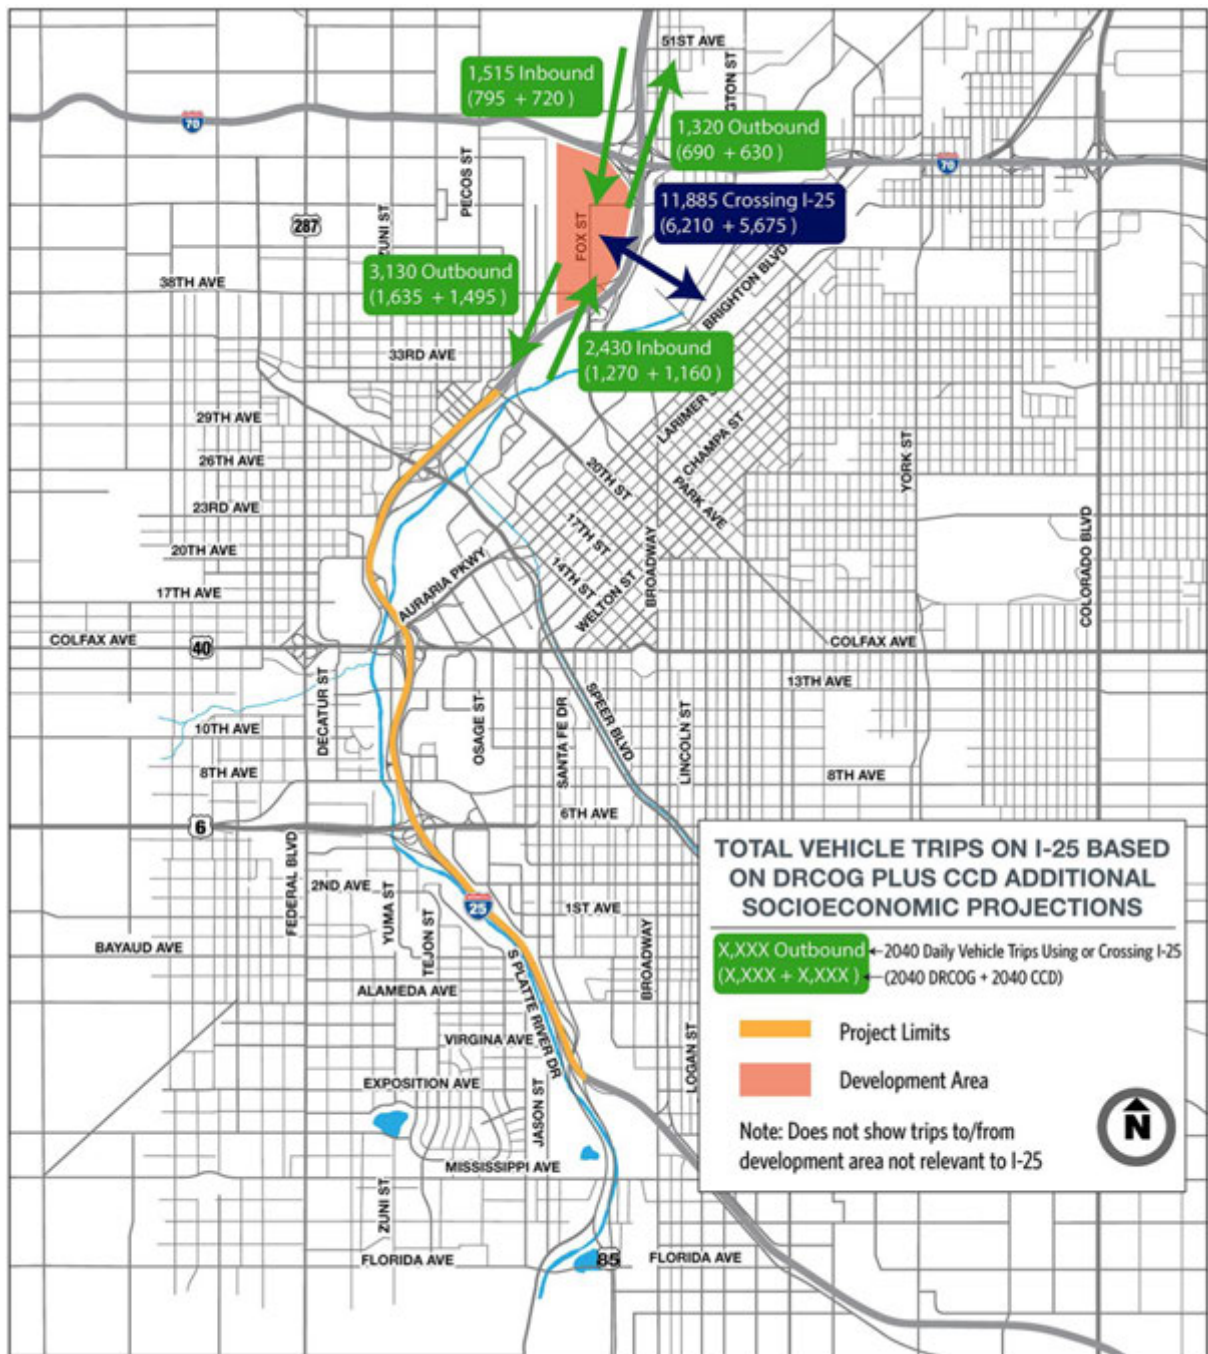 51ST AVE
1,515 Inbound
(795 + 720 )
NGTON ST
70
1,320 Outbound
(690 + 630 )
70
PECOS ST
11,885 Crossing I-25
(6,210 + 5,675 )
287
ZUNI ST
FOX ST
3,130 Outbound
(1,635 + 1,495)
38TH AVE
BRIGHTON BLVD
33RD AVE
2,430 Inbound
(1,270 + 1,160 )
LARIMER
29TH AVE
CHAMPA ST
26TH AVE
20TH ST
YORK ST
PARK AVE
23RD AVE
17TH ST
20TH AVE
AURARIA PKWY
14TH ST
BROADWAY
COLORADO BLVD
17TH AVE
WELTON ST
COLFAX AVE
40
COLFAX AVE
13TH AVE
DECATUR ST
OSAGE ST
SANTA FE DR
SPEER BLVD
LINCOLN ST
10TH AVE
8TH AVE
8TH AVE
6TH AVE
6
FEDERAL BLVD
2ND AVE
YUMA ST
TEJON ST
25
1ST AVE
BAYAUD AVE
BROADWAY
ALAMEDA AVE
S PLATTE RIVER DR
VIRGINA AVE
LOGAN ST
EXPOSITION AVE
JASON ST
MISSISSIPPI AVE
ZUNI ST
FLORIDA AVE
85
FLORIDA AVE
TOTAL VEHICLE TRIPS ON I-25 BASED
ON DRCOG PLUS CCD ADDITIONAL
SOCIOECONOMIC PROJECTIONS
X,XXX Outbound 2040 Daily Vehicle Trips Using or Crossing I-25
(X,XXX + X,XXX ) (2040 DRCOG + 2040 CCD)
Project Limits
Development Area
Note: Does not show trips to/from
development area not relevant to I-25
N